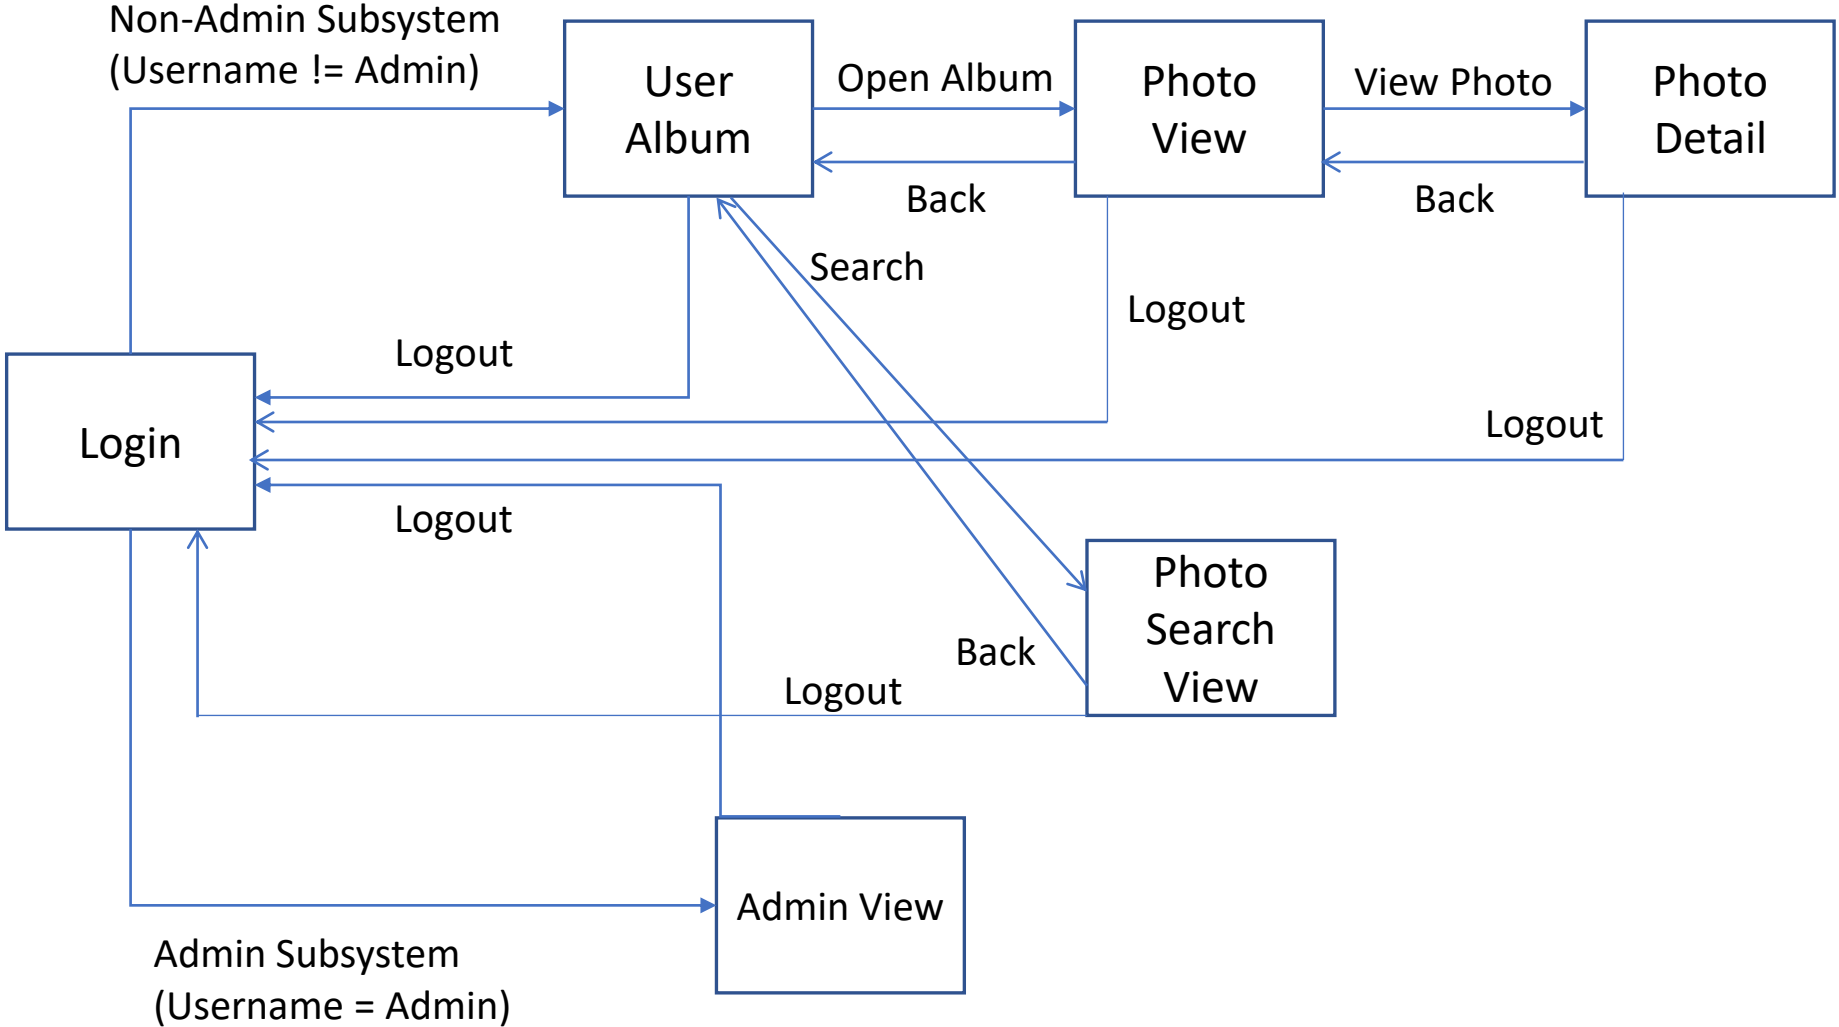 Non-Admin Subsystem
(Username != Admin)
User
Album
Open Album
Photo
View
View Photo
Photo
Detail
Back
Back
Search
Logout
Logout
Logout
Login
Logout
Photo
Search
View
Back
Logout
Admin View
Admin Subsystem
(Username = Admin)